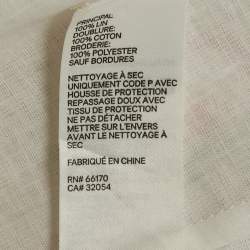 PRINCIPAL
100% LIN
DOUBLURE:
100% COTON
BRODERIE:
100% POLYESTER
SAUF BORDURES
NETTOYAGE À SEC
UNIQUEMENT CODE P AVEC
HOUSSE DE PROTECTION
REPASSAGE DOUX AVEC
TISSU DE PROTECTION
NE PAS DÉTACHER
METTRE SUR L'ENVERS
AVANT LE NETTOYAGE À
SEC
FABRIQUÉ EN CHINE
RN# 66170
CA# 32054